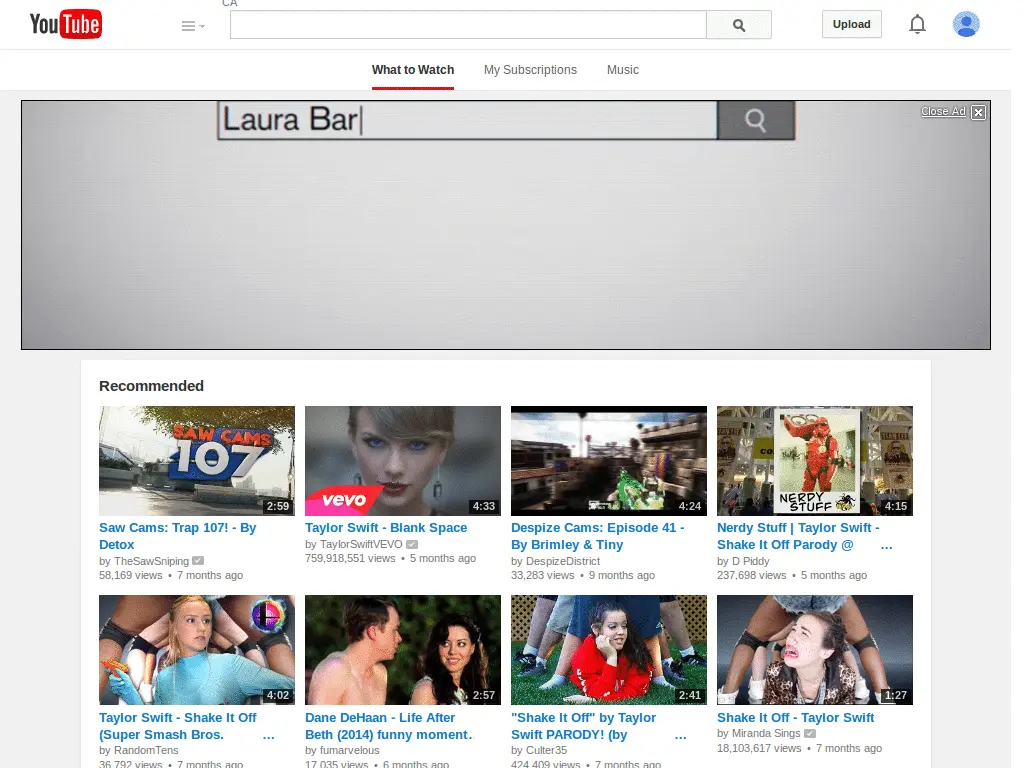 CA
YouTube
Upload
What to Watch My Subscriptions Music
Laura Bar
Close Ad
Recommended
SAW CAMS
107
2:59
Saw Cams: Trap 107! - By
Detox
by TheSawSniping
58,169 views • 7 months ago
vevo
4:33
Taylor Swift - Blank Space
by TaylorSwiftVEVO
759,918,551 views • 5 months ago
4:24
Despize Cams: Episode 41 -
By Brimley & Tiny
by DespizeDistrict
33,283 views • 9 months ago
NERDY
STUFF
4:15
Nerdy Stuff | Taylor Swift -
Shake It Off Parody @ ...
by D Piddy
237,698 views • 5 months ago
4:02
Taylor Swift - Shake It Off
(Super Smash Bros. ...
by RandomTens
36,792 views • 7 months ago
2:57
Dane DeHaan - Life After
Beth (2014) funny moment.
by fumarvelous
17,035 views • 6 months ago
2:41
"Shake It Off" by Taylor
Swift PARODY! (by ...
by Culter35
424,409 views • 7 months ago
1:27
Shake It Off - Taylor Swift
by Miranda Sings
18,103,617 views • 7 months ago